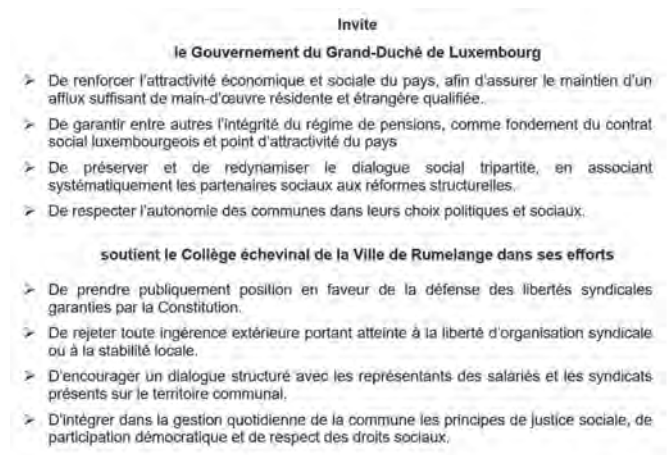 Invite
le Gouvernement du Grand-Duché de Luxembourg
➢ De renforcer l'attractivité économique et sociale du pays, afin d'assurer le maintien d'un
afflux suffisant de main-d'œuvre résidente et étrangère qualifiée.
➢ De garantir entre autres l'intégrité du régime de pensions, comme fondement du contrat
social luxembourgeois et point d'attractivité du pays
➢ De préserver et de redynamiser le dialogue social tripartite, en associant
systématiquement les partenaires sociaux aux réformes structurelles.
➢ De respecter l'autonomie des communes dans leurs choix politiques et sociaux.
soutient le Collège échevinal de la Ville de Rumelange dans ses efforts
➢ De prendre publiquement position en faveur de la défense des libertés syndicales
garanties par la Constitution.
➢ De rejeter toute ingérence extérieure portant atteinte à la liberté d'organisation syndicale
ou à la stabilité locale.
➢ D'encourager un dialogue structuré avec les représentants des salariés et les syndicats
présents sur le territoire communal.
➢ D'intégrer dans la gestion quotidienne de la commune les principes de justice sociale, de
participation démocratique et de respect des droits sociaux.